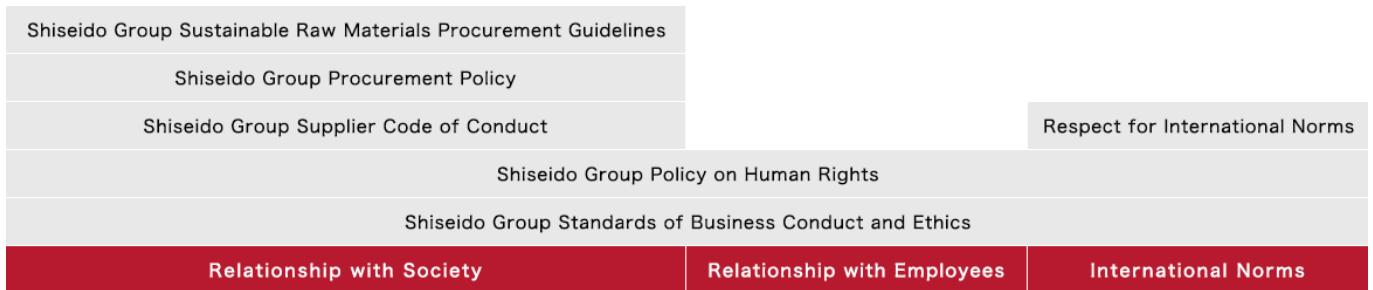 Shiseido Group Sustainable Raw Materials Procurement Guidelines
Shiseido Group Procurement Policy
Shiseido Group Supplier Code of Conduct
Respect for International Norms
Shiseido Group Policy on Human Rights
Shiseido Group Standards of Business Conduct and Ethics
Relationship with Society
Relationship with Employees
International Norms